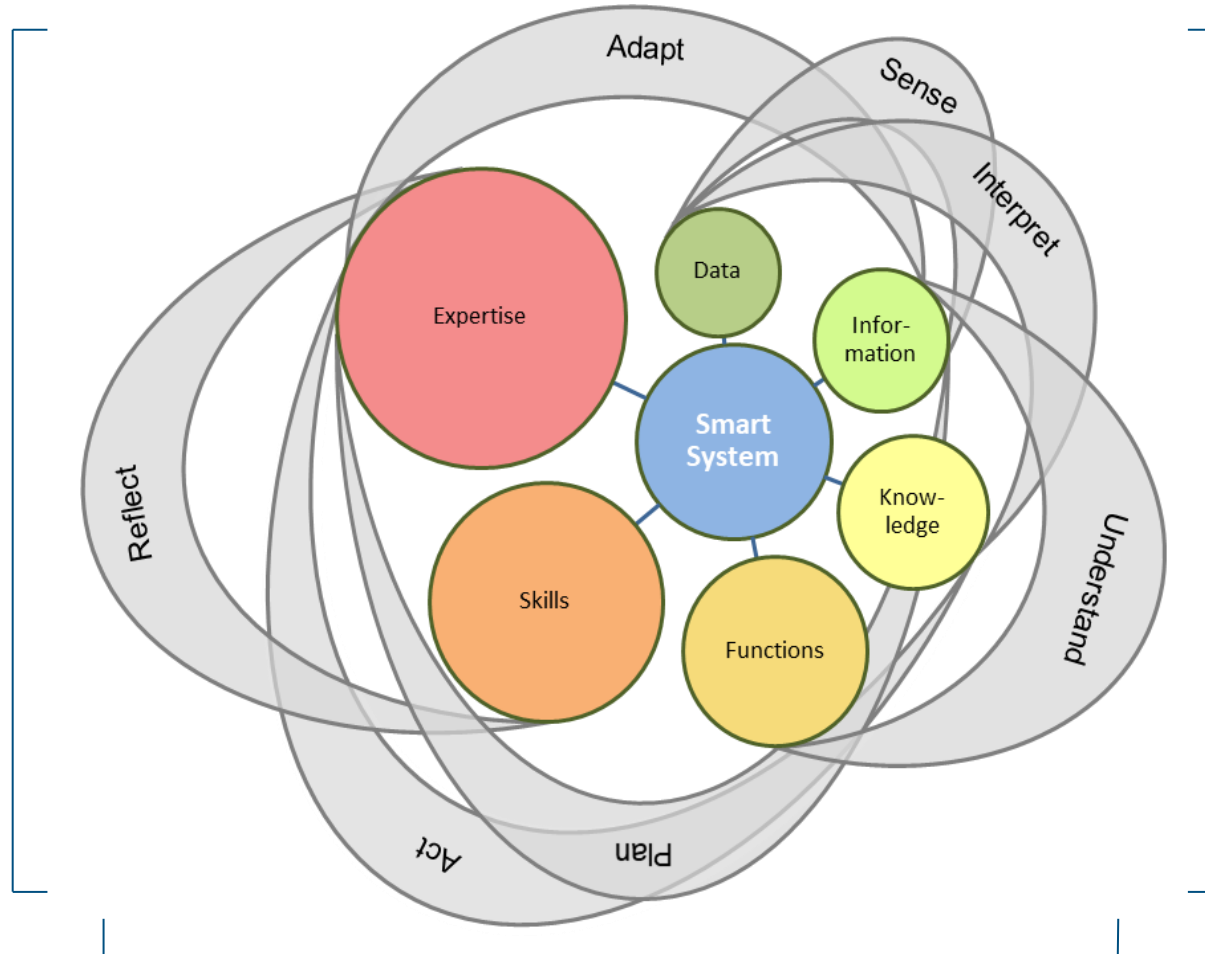 Adapt
Sense
Interpret
Data
Expertise
Infor-
mation
Smart
System
Know-
ledge
Reflect
Understand
Skills
Functions
Act
Plan